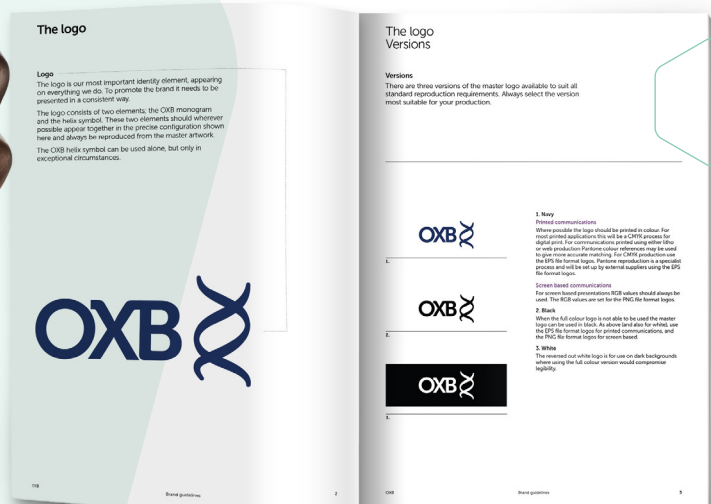 The logo
Logo
The logo is our most important identity element, appearing
on everything we do. To promote the brand it needs to be
presented in a consistent way.
The logo consists of two elements; the OXB monogram
and the helix symbol. These two elements should wherever
possible appear together in the precise configuration shown
here and always be reproduced from the master artwork.
The OXB helix symbol can be used alone, but only in
exceptional circumstances.
OXB
OXB
Brand guidelines
2
The logo
Versions
Versions
There are three versions of the master logo available to suit all
standard reproduction requirements. Always select the version
most suitable for your production.
OXB
1.
OXB
2.
OXB
3.
1. Navy
Printed communications
Where possible the logo should be printed in colour. For
most printed applications this will be a CMYK process for
digital print. For communications printed using either litho
or web production Pantone colour references may be used
to give more accurate matching. For CMYK production use
the EPS file format logos. Pantone reproduction is a specialist
process and will be set up by external suppliers using the EPS
file format logos.
Screen based communications
For screen based presentations RGB values should always be
used. The RGB values are set for the PNG file format logos.
2. Black
When the full colour logo is not able to be used the master
logo can be used in black. As above (and also for white), use
the EPS file format logos for printed communications, and
the PNG file format logos for screen based.
3. White
The reversed out white logo is for use on dark backgrounds
where using the full colour version would compromise
legibility.
OXB
Brand guidelines